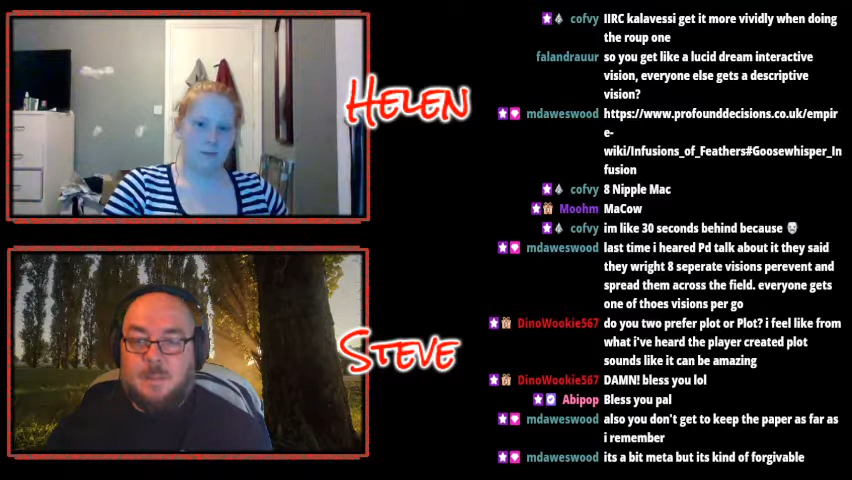 HELEN
STEVE
cofvy IIRC kalavessi get it more vividly when doing
the roup one
falandrauur so you get like a lucid dream interactive
vision, everyone else gets a descriptive
vision?
mdaweswood https://www.profounddecisions.co.uk/empir
e-
wiki/Infusions_of_Feathers#Goosewhisper_In
fusion
cofvy 8 Nipple Mac
Moohm MaCow
cofvy im like 30 seconds behind because
mdaweswood last time i heared Pd talk about it they said
they wright 8 seperate visions perevent and
spread them across the field. everyone gets
one of thoes visions per go
DinoWookie567 do you two prefer plot or Plot? i feel like from
what i've heard the player created plot
sounds like it can be amazing
DinoWookie567 DAMN! bless you lol
Abipop Bless you pal
mdaweswood also you don't get to keep the paper as far as
i remember
mdaweswood its a bit meta but its kind of forgivable